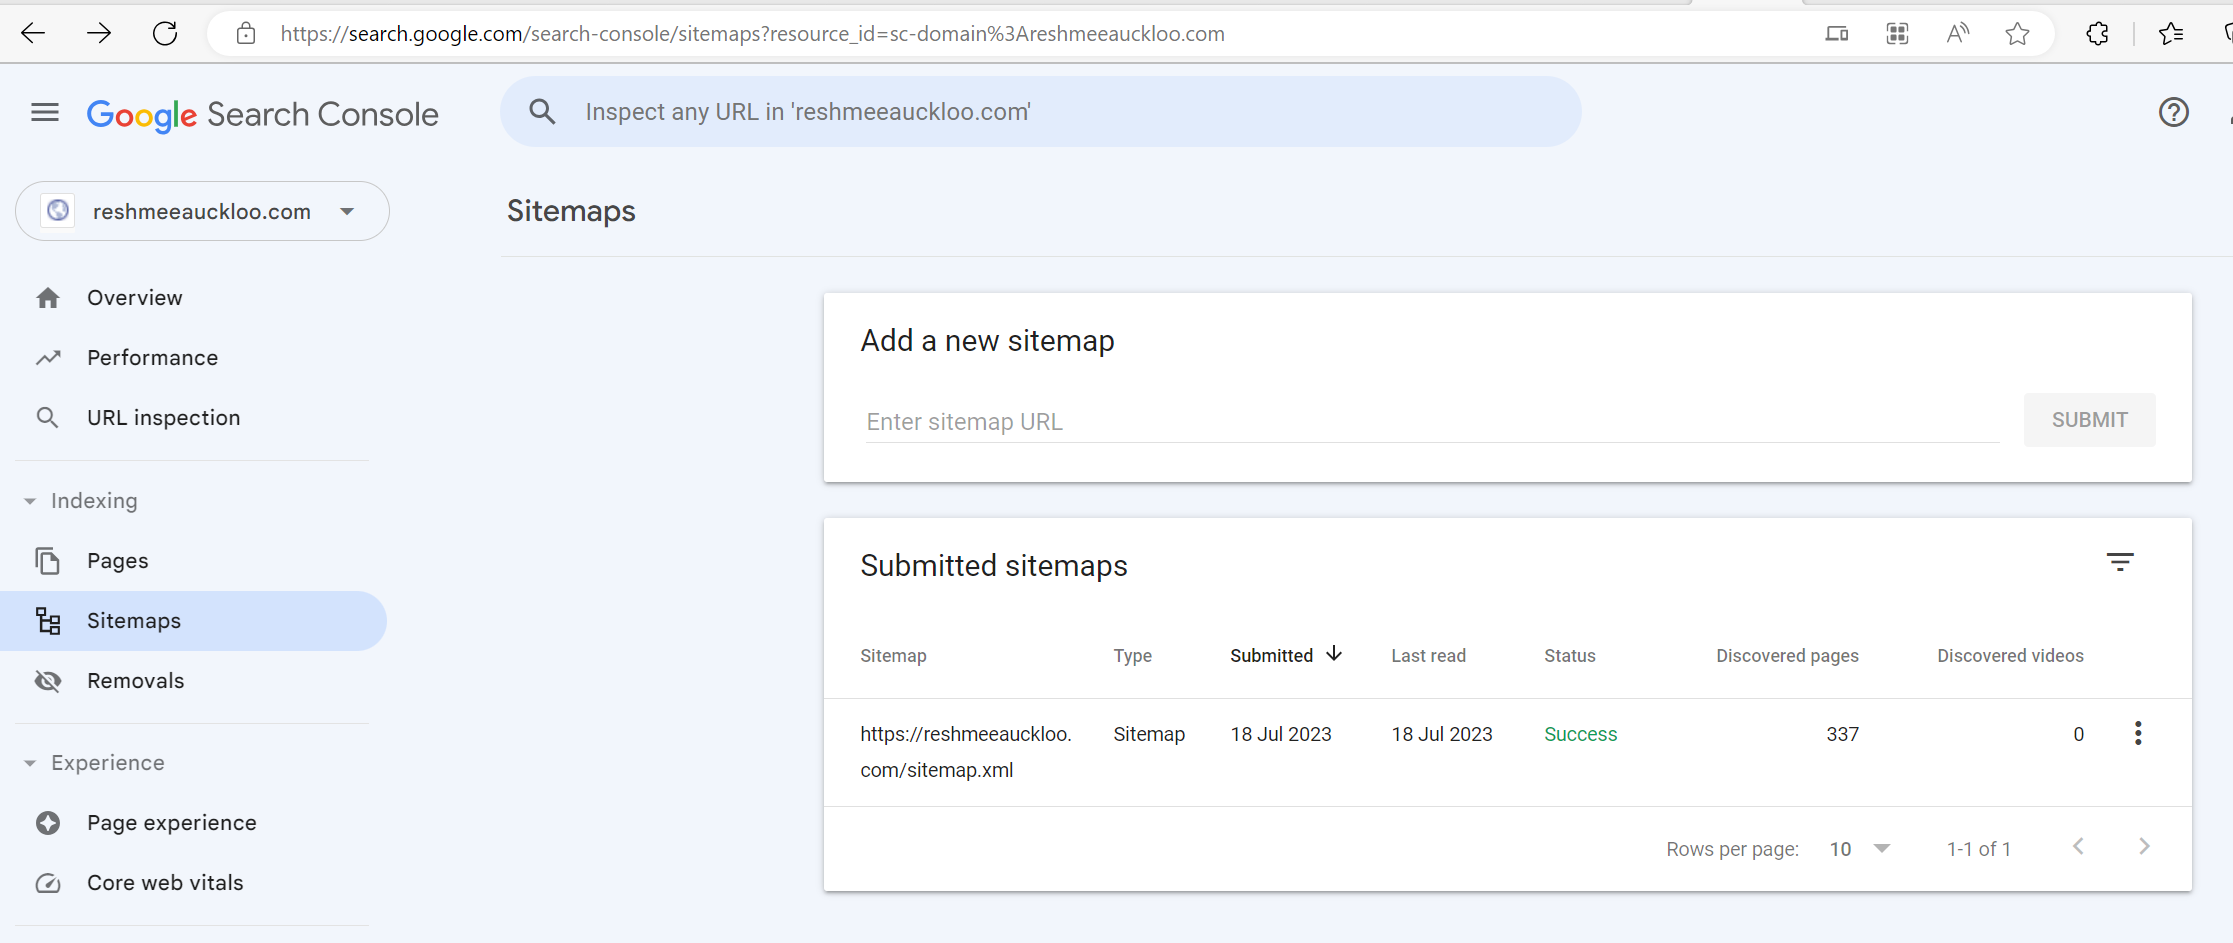 https://search.google.com/search-console/sitemaps?resource_id=sc-domain%3Areshmeeauckloo.com
Google Search Console
Inspect any URL in 'reshmeeauckloo.com'
reshmeeauckloo.com
Sitemaps
Overview
Performance
URL inspection
Indexing
Pages
Sitemaps
Removals
Experience
Page experience
Core web vitals
Add a new sitemap
Enter sitemap URL
SUBMIT
Submitted sitemaps
Sitemap Type Submitted Last read Status Discovered pages Discovered videos
https://reshmeeauckloo. Sitemap 18 Jul 2023 18 Jul 2023 Success 337 0
com/sitemap.xml
Rows per page: 10 1-1 of 1